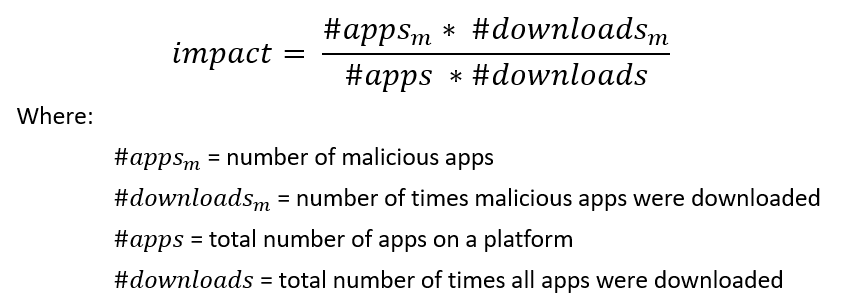 impact = #apps_m * #downloads_m / #apps * #downloads
Where:
#apps_m = number of malicious apps
#downloads_m = number of times malicious apps were downloaded
#apps = total number of apps on a platform
#downloads = total number of times all apps were downloaded